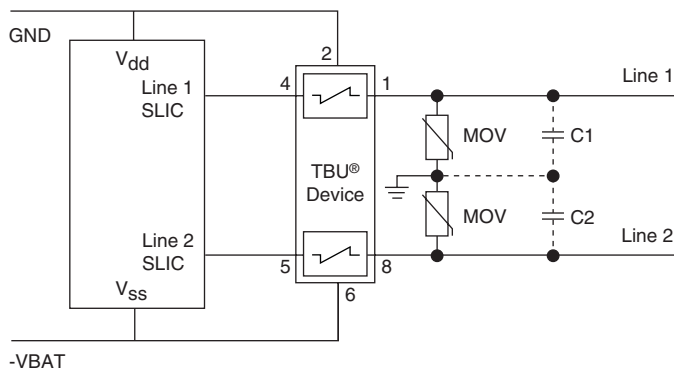 GND
Vdd
2
Line 1
SLIC
4
1
Line 1
MOV
C1
TBU®
Device
MOV
C2
Line 2
SLIC
5
8
Line 2
Vss
6
-VBAT